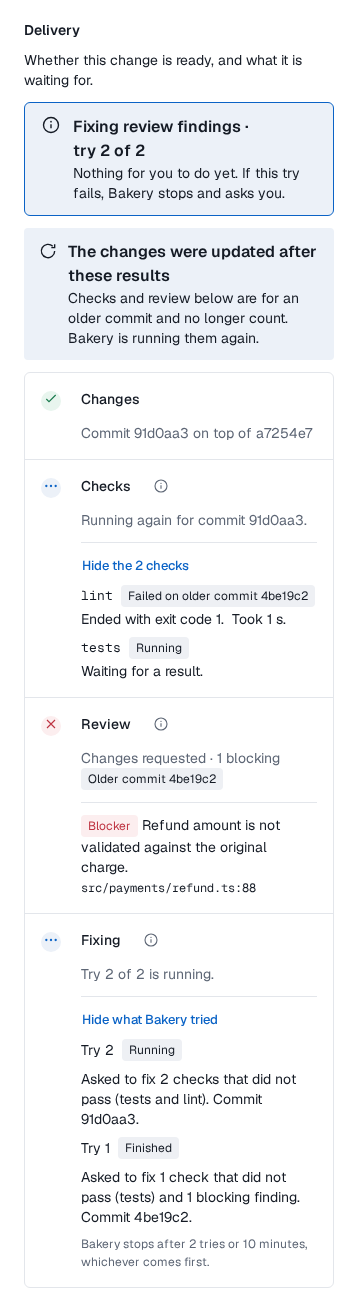 Delivery
Whether this change is ready, and what it is
waiting for.
Fixing review findings ·
try 2 of 2
Nothing for you to do yet. If this try
fails, Bakery stops and asks you.
The changes were updated after
these results
Checks and review below are for an
older commit and no longer count.
Bakery is running them again.
Changes
Commit 91d0aa3 on top of a7254e7
Checks
Running again for commit 91d0aa3.
Hide the 2 checks
lint Failed on older commit 4be19c2
Ended with exit code 1. Took 1 s.
tests Running
Waiting for a result.
Review
Changes requested · 1 blocking
Older commit 4be19c2
Blocker Refund amount is not
validated against the original
charge.
src/payments/refund.ts:88
Fixing
Try 2 of 2 is running.
Hide what Bakery tried
Try 2 Running
Asked to fix 2 checks that did not
pass (tests and lint). Commit
91d0aa3.
Try 1 Finished
Asked to fix 1 check that did not
pass (tests) and 1 blocking finding.
Commit 4be19c2.
Bakery stops after 2 tries or 10 minutes,
whichever comes first.